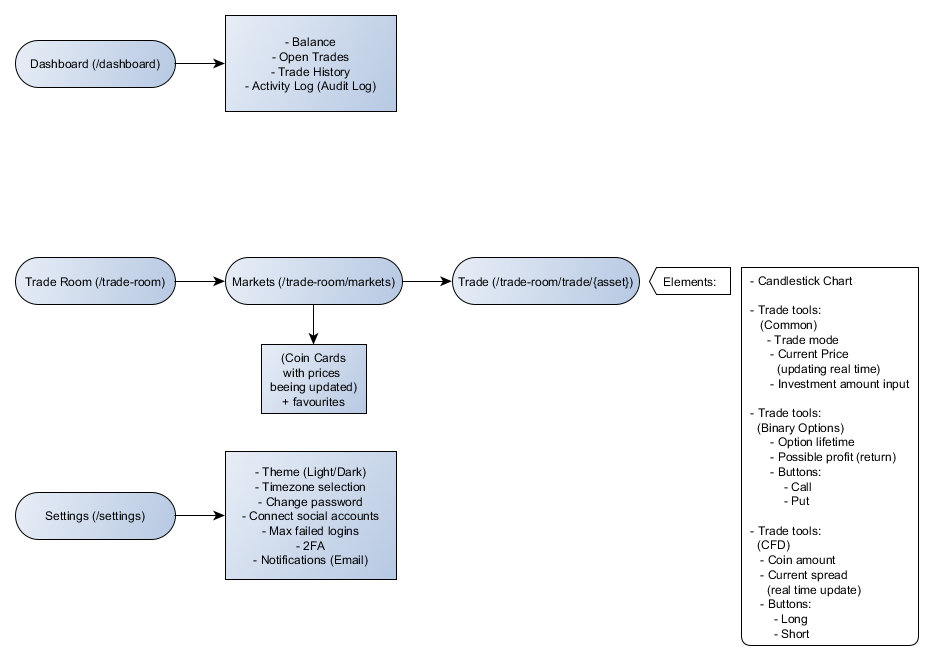 Dashboard (/dashboard)
- Balance
- Open Trades
- Trade History
- Activity Log (Audit Log)
Trade Room (/trade-room)
Markets (/trade-room/markets)
Trade (/trade-room/trade/{asset})
Elements:
(Coin Cards
with prices
beeing updated)
+ favourites
Settings (/settings)
- Theme (Light/Dark)
- Timezone selection
- Change password
- Connect social accounts
- Max failed logins
- 2FA
- Notifications (Email)
- Candlestick Chart
- Trade tools:
(Common)
- Trade mode
- Current Price
(updating real time)
- Investment amount input
- Trade tools:
(Binary Options)
- Option lifetime
- Possible profit (return)
- Buttons:
- Call
- Put
- Trade tools:
(CFD)
- Coin amount
- Current spread
(real time update)
- Buttons:
- Long
- Short